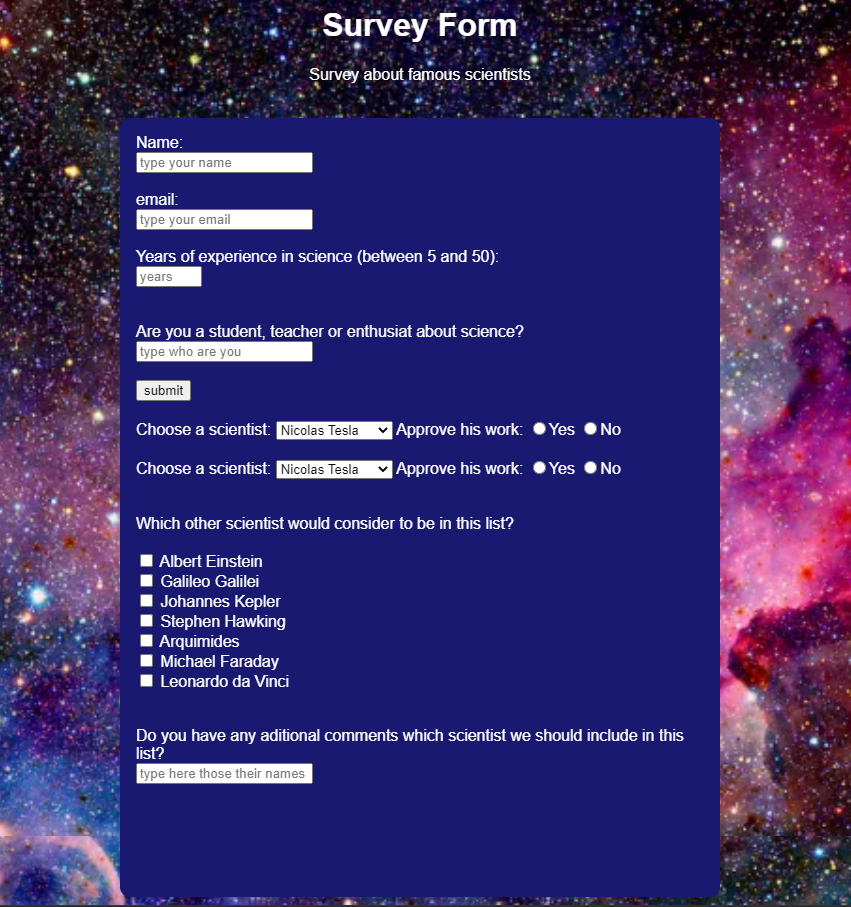 Survey Form
Survey about famous scientists
Name:
type your name
email:
type your email
Years of experience in science (between 5 and 50):
years
Are you a student, teacher or enthusiat about science?
type who are you
submit
Choose a scientist: Nicolas Tesla Approve his work: Yes No
Choose a scientist: Nicolas Tesla Approve his work: Yes No
Which other scientist would consider to be in this list?
Albert Einstein
Galileo Galilei
Johannes Kepler
Stephen Hawking
Arquimides
Michael Faraday
Leonardo da Vinci
Do you have any aditional comments which scientist we should include in this
list?
type here those their names